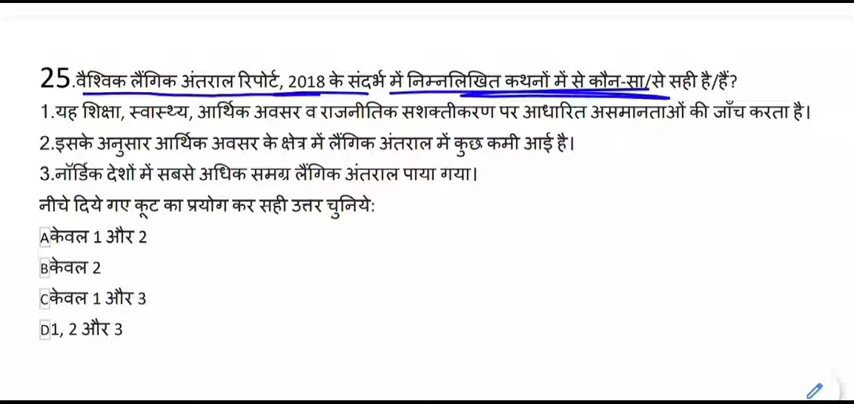 25.वैश्विक लैंगिक अंतराल रिपोर्ट, 2018 के संदर्भ में निम्नलिखित कथनों में से कौन-सा/से सही है/हैं?
1.यह शिक्षा, स्वास्थ्य, आर्थिक अवसर व राजनीतिक सशक्तीकरण पर आधारित असमानताओं की जाँच करता है।
2.इसके अनुसार आर्थिक अवसर के क्षेत्र में लैंगिक अंतराल में कुछ कमी आई है।
3.नॉर्डिक देशों में सबसे अधिक समग्र लैंगिक अंतराल पाया गया।
नीचे दिये गए कूट का प्रयोग कर सही उत्तर चुनिये:
Aकेवल 1 और 2
Bकेवल 2
Cकेवल 1 और 3
D1, 2 और 3